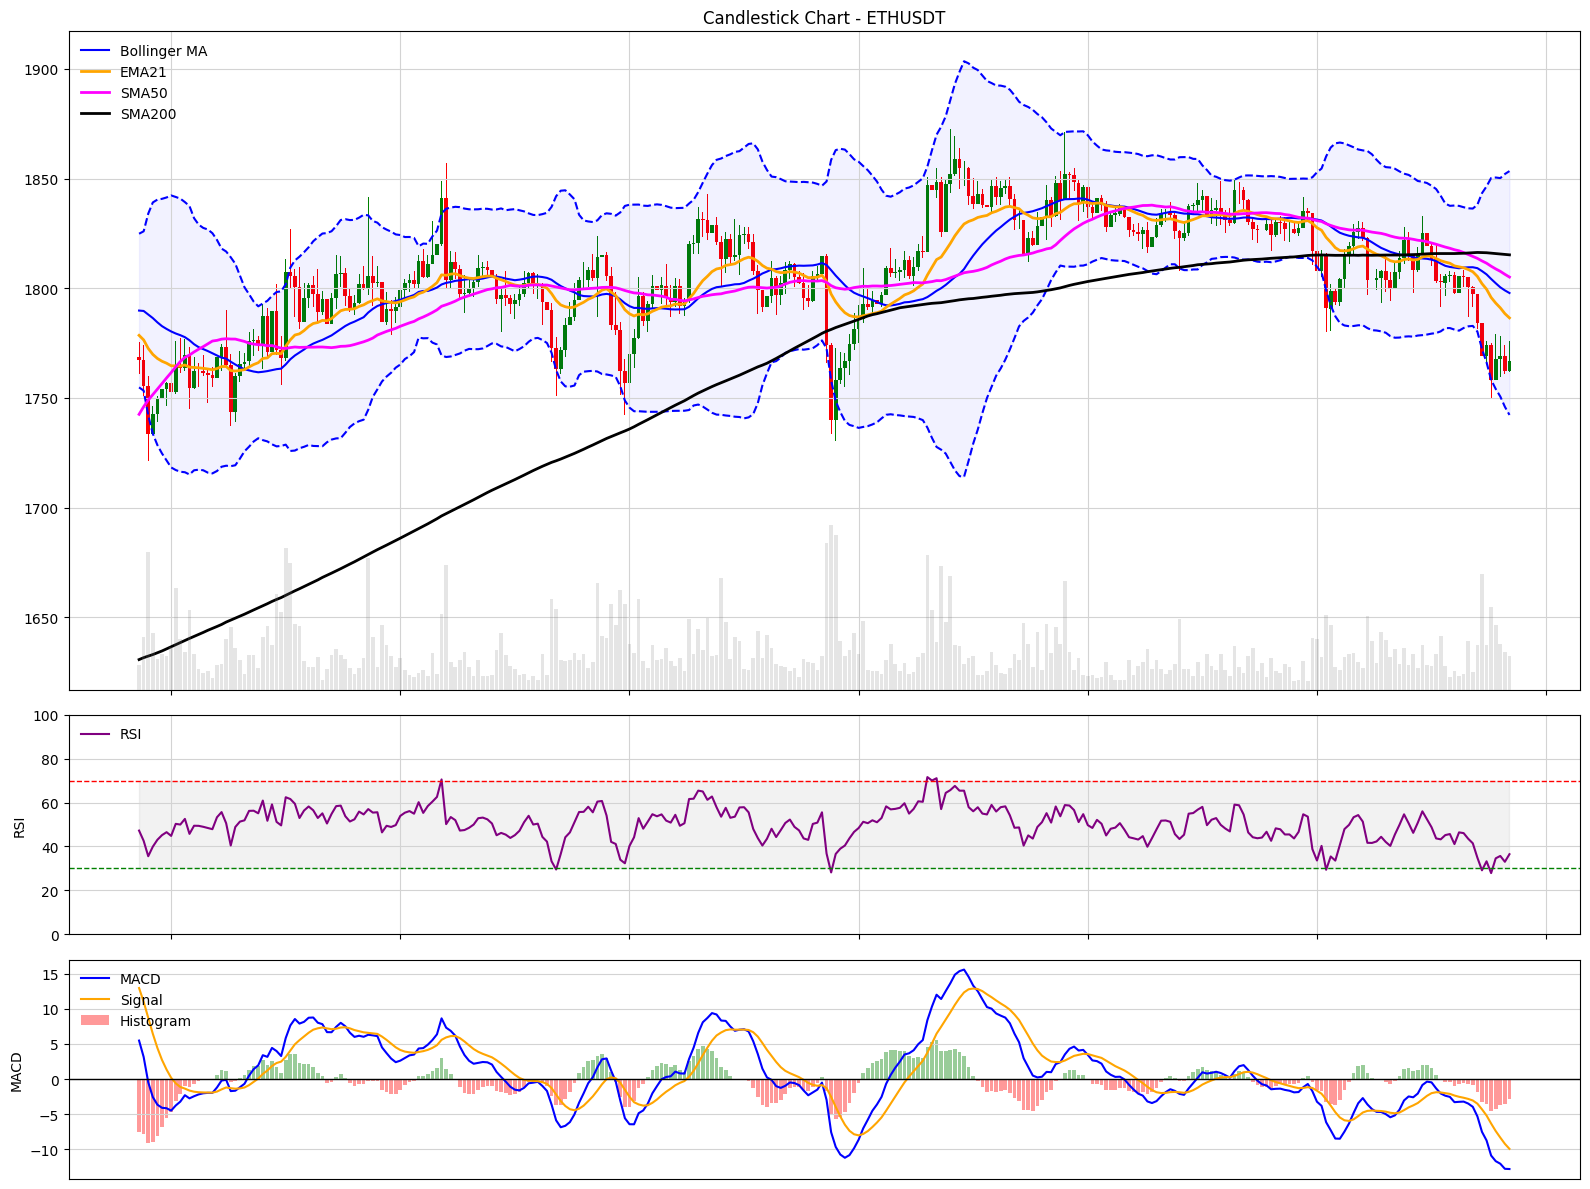 Candlestick Chart - ETHUSDT
Bollinger MA
EMA21
SMA50
SMA200
1900
1850
1800
1750
1700
1650
RSI
RSI
100
80
60
40
20
0
MACD
Signal
Histogram
MACD
15
10
5
0
−5
−10